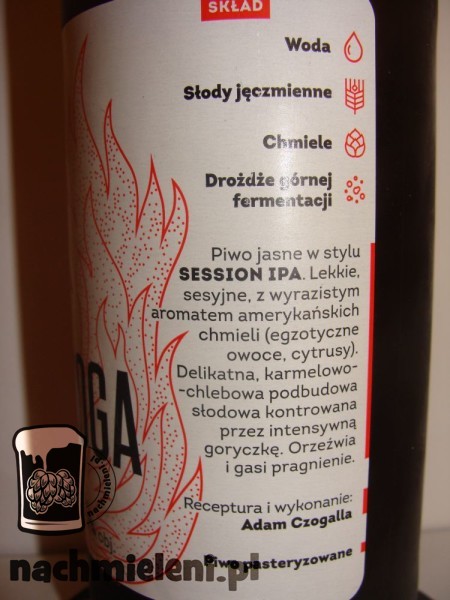 SKŁAD
Woda
Słody jęczmienne
Chmiele
Drożdże górnej
fermentacji
Piwo jasne w stylu
SESSION IPA. Lekkie,
sesyjne, z wyrazistym
aromatem amerykańskich
chmieli (egzotyczne
owoce, cytrusy).
Delikatna, karmelowo-
-chlebowa podbudowa
słodowa kontrowana
przez intensywną
goryczkę. Orzeźwia
i gasi pragnienie.
OGA
Receptura i wykonanie:
Adam Czogalla
Piwo pasteryzowane
nachmieleni.pl